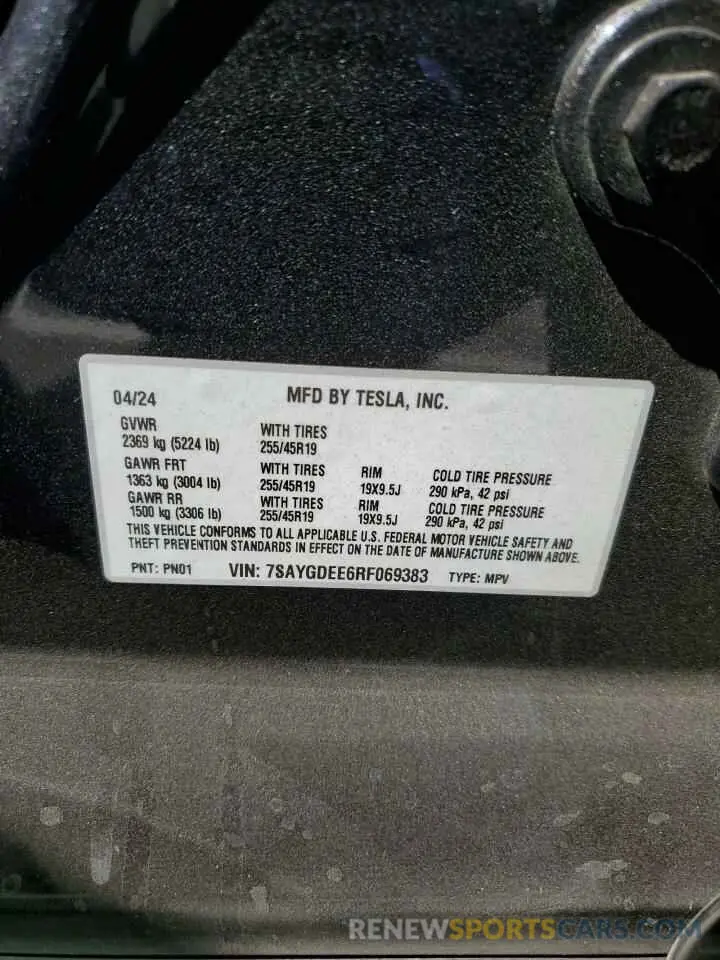 04/24 MFD BY TESLA, INC.
GVWR
2369 kg (5224 lb) WITH TIRES 255/45R19
GAWR FRT
1363 kg (3004 lb) WITH TIRES 255/45R19 RIM 19X9.5J COLD TIRE PRESSURE 290 kPa, 42 psi
GAWR RR
1500 kg (3306 lb) WITH TIRES 255/45R19 RIM 19X9.5J COLD TIRE PRESSURE 290 kPa, 42 psi
THIS VEHICLE CONFORMS TO ALL APPLICABLE U.S. FEDERAL MOTOR VEHICLE SAFETY AND
THEFT PREVENTION STANDARDS IN EFFECT ON THE DATE OF MANUFACTURE SHOWN ABOVE.
PNT: PN01 VIN: 7SAYGDEE6RF069383 TYPE: MPV
RENEWSPORTSCARS.COM